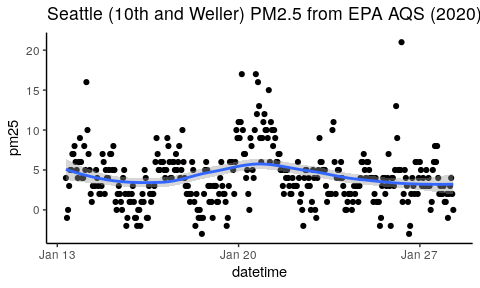 Seattle (10th and Weller) PM2.5 from EPA AQS (2020)
20
15
10
5
0
pm25
Jan 13 Jan 20 Jan 27
datetime